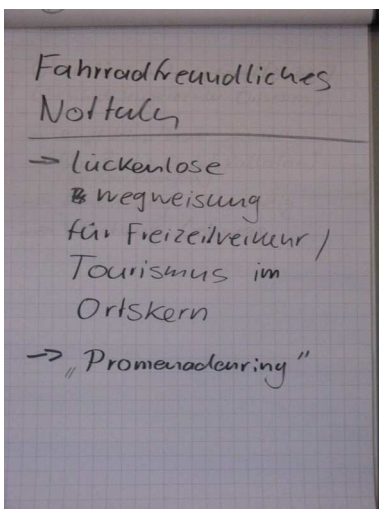 Fahrradfreundliches
Nottuln
→ lückenlose
wegweisung
für Freizeitverkehr /
Tourismus im
Ortskern
→ „Promenadenring"